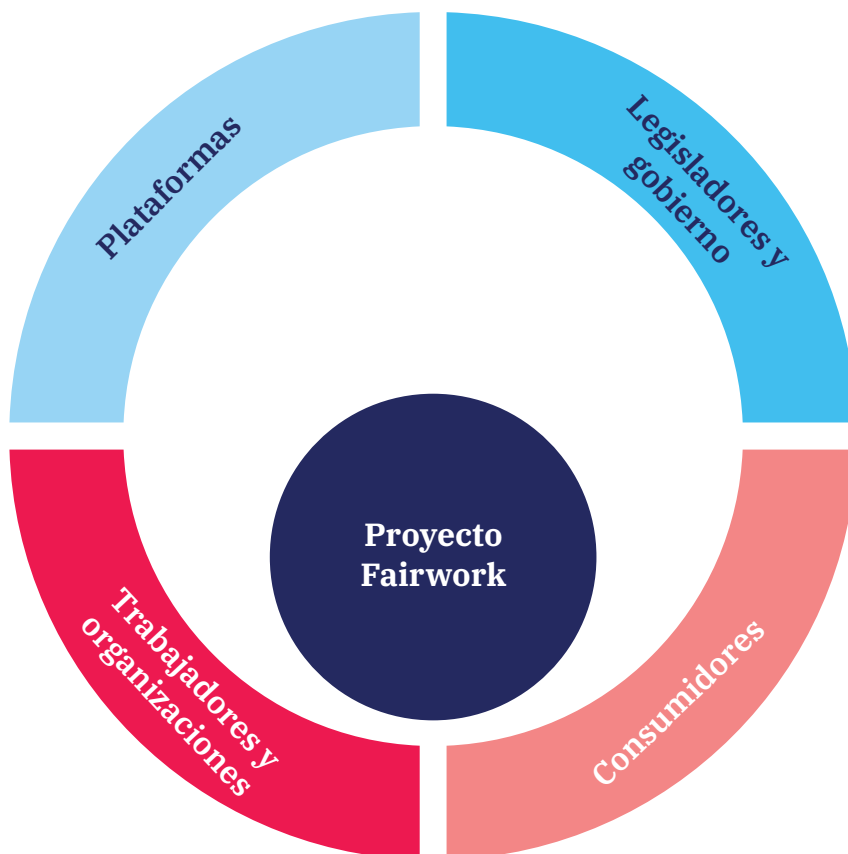 Plataformas
Legisladores y
gobierno
Proyecto
Fairwork
Trabajadores y
organizaciones
Consumidores